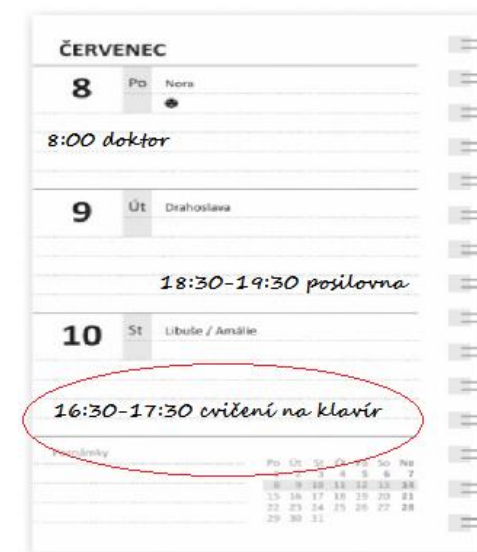 ČERVENEC
8 Po Nora
8:00 doktor
9 Út Drahoslava
18:30-19:30 posilovna
10 St Libuše / Amálie
16:30-17:30 cvičení na klavír
Poznámky
Po Út St Čt Pá So Ne
1 2 3 4 5 6 7
8 9 10 11 12 13 14
15 16 17 18 19 20 21
22 23 24 25 26 27 28
29 30 31